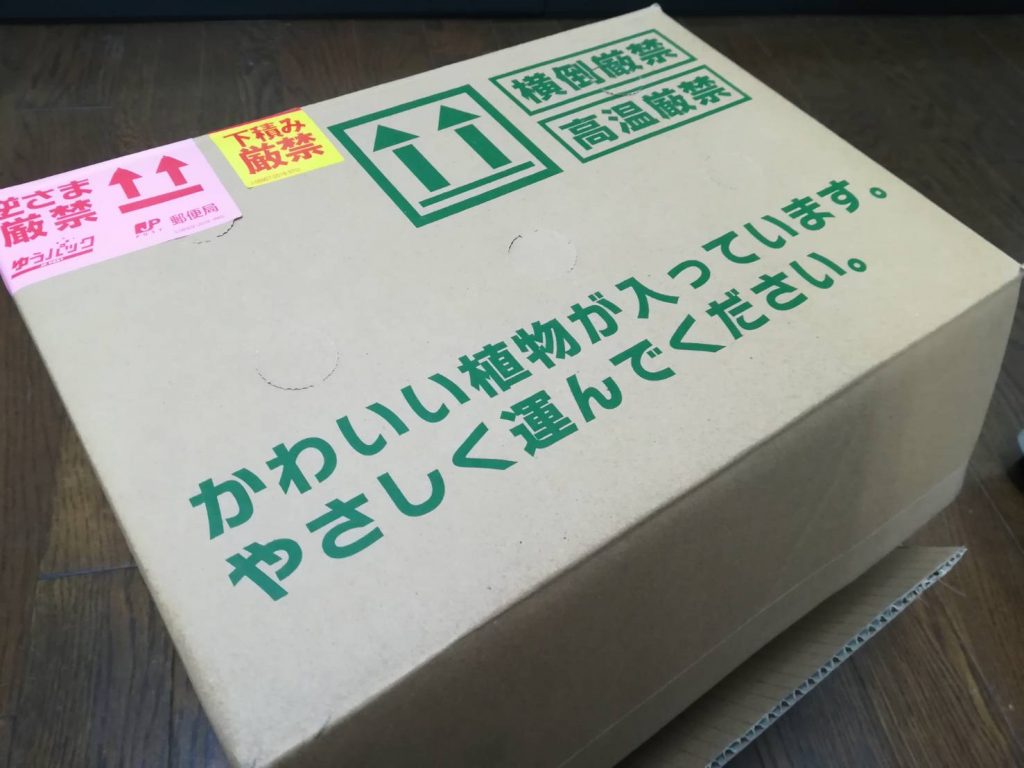 逆さま
厳禁
ゆうパック
JP
郵便局
下積み
厳禁
横倒厳禁
高温厳禁
かわいい植物が入っています。
やさしく運んでください。